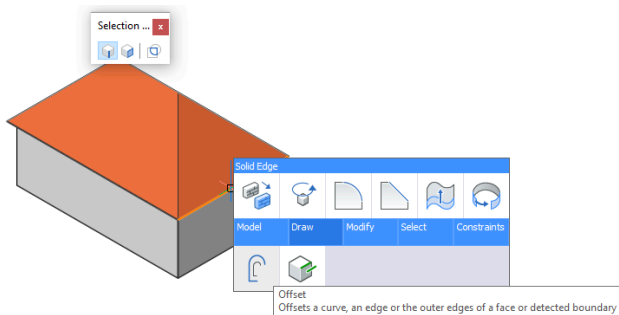 Selection ...
x
Solid Edge
Model Draw Modify Select Constraints
Offset
Offsets a curve, an edge or the outer edges of a face or detected boundary